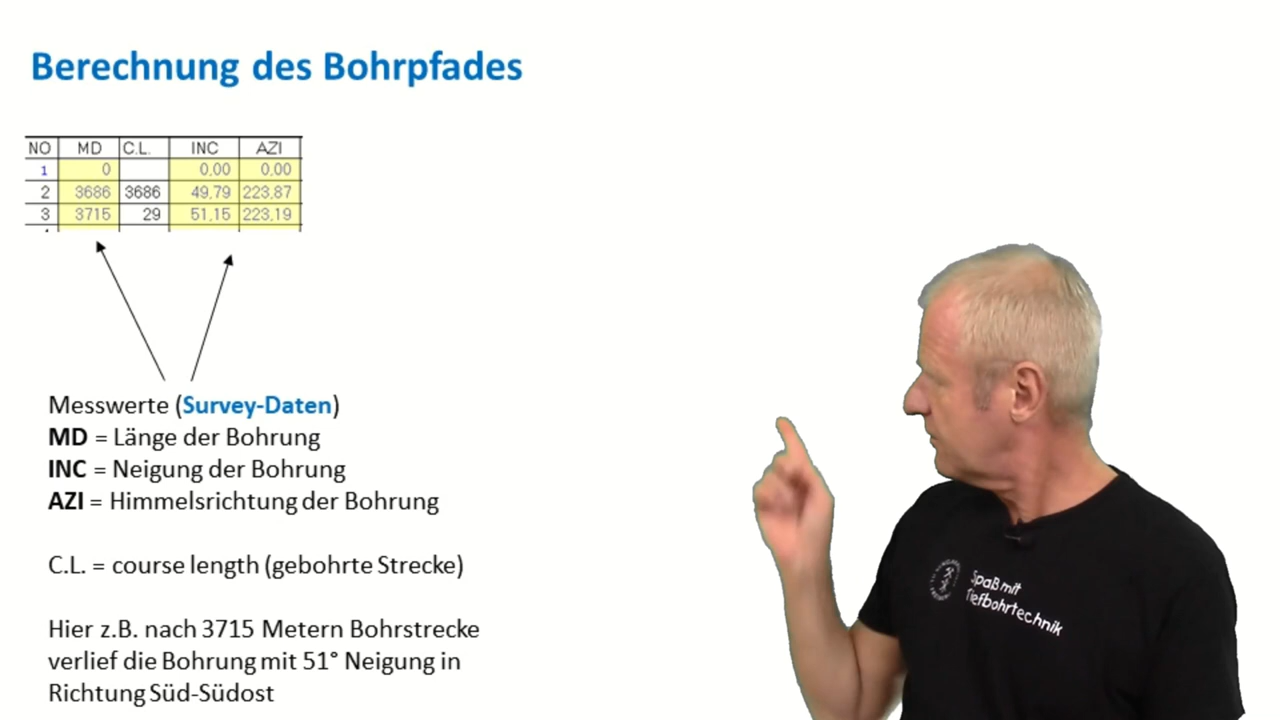 Berechnung des Bohrpfades
NO MD C.L. INC AZI
1 0 0,00 0,00
2 3686 3686 49,79 223,87
3 3715 29 51,15 223,19
Messwerte (Survey-Daten)
MD = Länge der Bohrung
INC = Neigung der Bohrung
AZI = Himmelsrichtung der Bohrung
C.L. = course length (gebohrte Strecke)
Hier z.B. nach 3715 Metern Bohrstrecke
verlief die Bohrung mit 51° Neigung in
Richtung Süd-Südost
Spaß mit
Tiefbohrtechnik